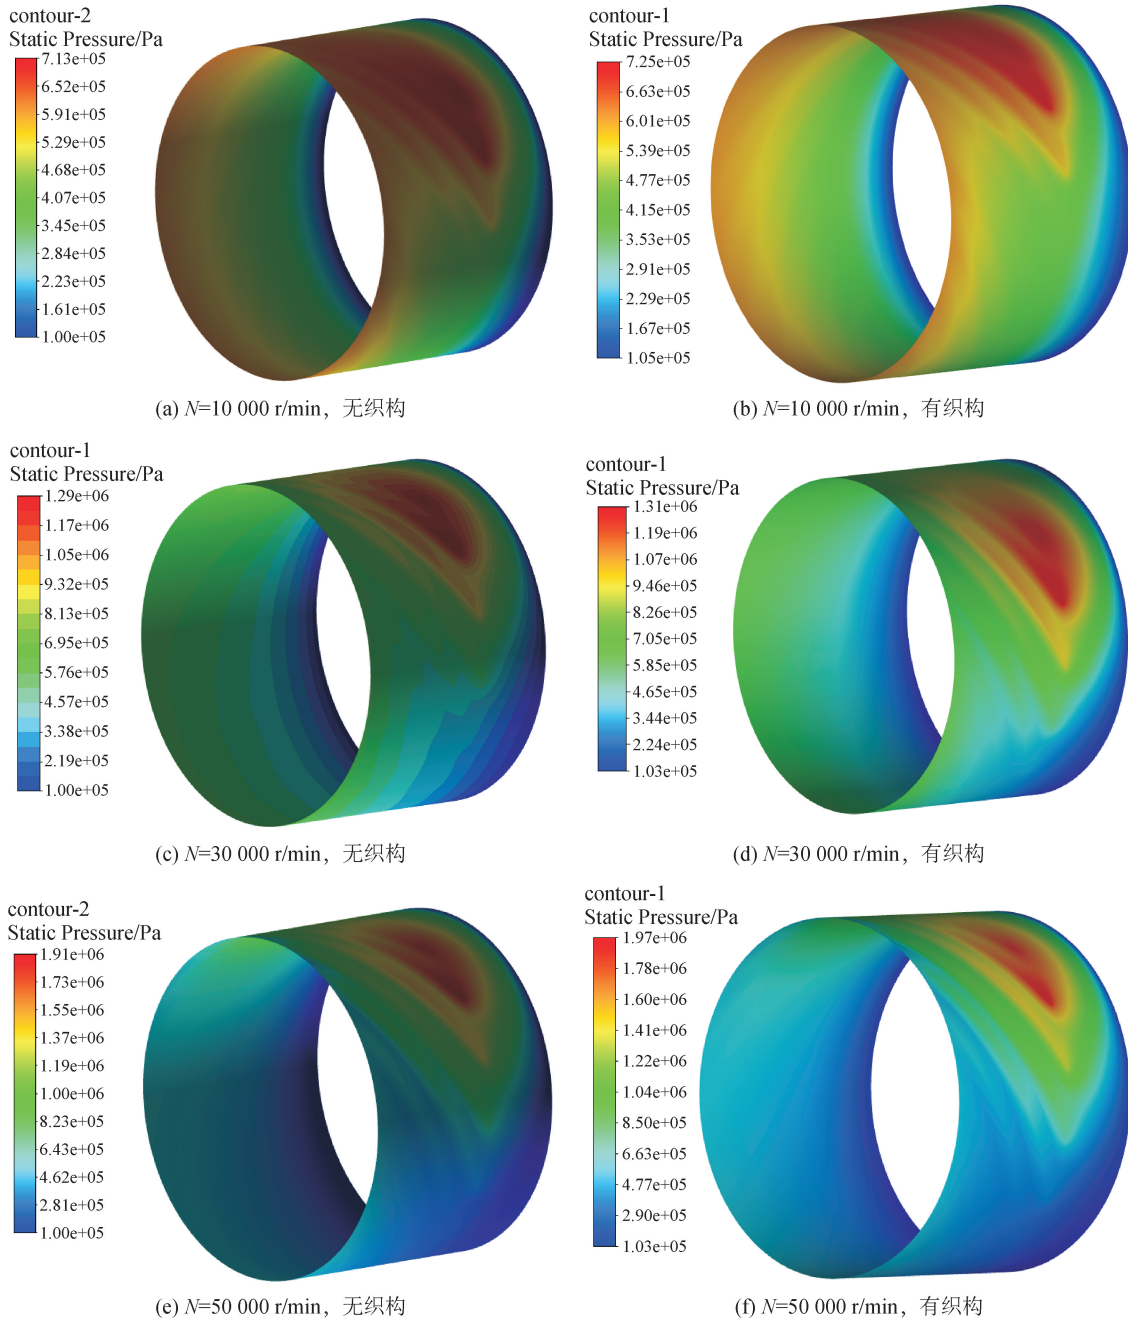 contour-2
Static Pressure/Pa
7.13e+05
6.52e+05
5.91e+05
5.29e+05
4.68e+05
4.07e+05
3.45e+05
2.84e+05
2.23e+05
1.61e+05
1.00e+05
(a) N=10 000 r/min，无织构
contour-1
Static Pressure/Pa
7.25e+05
6.63e+05
6.01e+05
5.39e+05
4.77e+05
4.15e+05
3.53e+05
2.91e+05
2.29e+05
1.67e+05
1.05e+05
(b) N=10 000 r/min，有织构
contour-1
Static Pressure/Pa
1.29e+06
1.17e+06
1.05e+06
9.32e+05
8.13e+05
6.95e+05
5.76e+05
4.57e+05
3.38e+05
2.19e+05
1.00e+05
(c) N=30 000 r/min，无织构
contour-1
Static Pressure/Pa
1.31e+06
1.19e+06
1.07e+06
9.46e+05
8.26e+05
7.05e+05
5.85e+05
4.65e+05
3.44e+05
2.24e+05
1.03e+05
(d) N=30 000 r/min，有织构
contour-2
Static Pressure/Pa
1.91e+06
1.73e+06
1.55e+06
1.37e+06
1.19e+06
1.00e+06
8.23e+05
6.43e+05
4.62e+05
2.81e+05
1.00e+05
(e) N=50 000 r/min，无织构
contour-1
Static Pressure/Pa
1.97e+06
1.78e+06
1.60e+06
1.41e+06
1.22e+06
1.04e+06
8.50e+05
6.63e+05
4.77e+05
2.90e+05
1.03e+05
(f) N=50 000 r/min，有织构